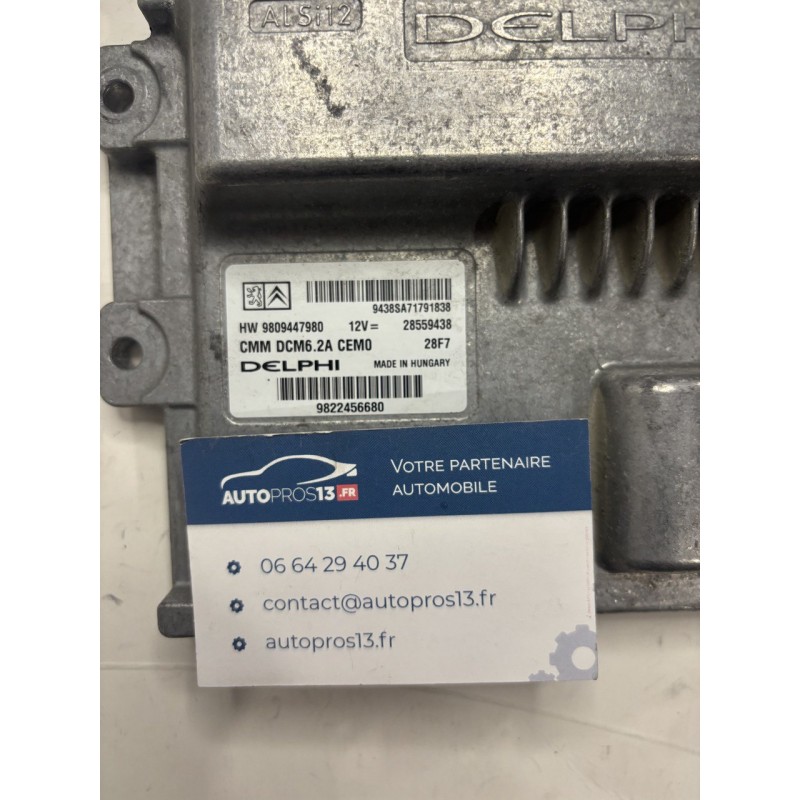 ALSi12
DELPHI
9438SA71791838
HW 9809447980 12V= 28559438
CMM DCM6.2A CEM0 28F7
DELPHI MADE IN HUNGARY
9822456680
AUTOPROS13.FR
VOTRE PARTENAIRE
AUTOMOBILE
06 64 29 40 37
contact@autopros13.fr
autopros13.fr